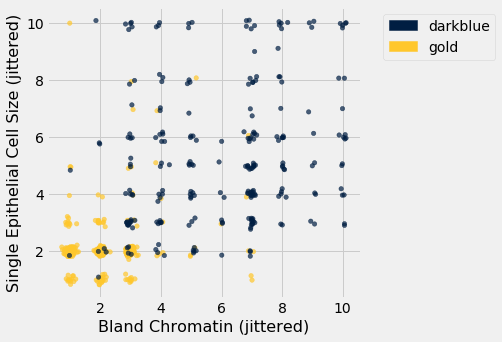 10
8
6
4
2
Single Epithelial Cell Size (jittered)
2 4 6 8 10
Bland Chromatin (jittered)
darkblue
gold